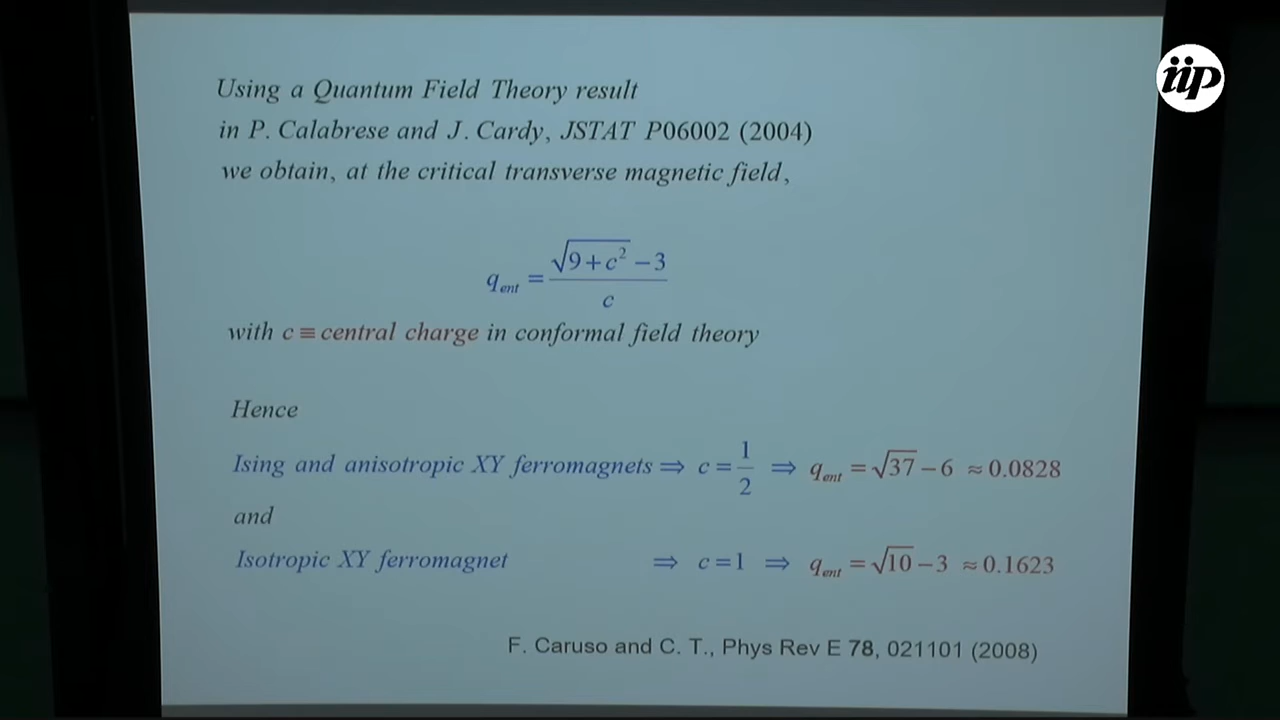 iip
Using a Quantum Field Theory result
in P. Calabrese and J. Cardy, JSTAT P06002 (2004)
we obtain, at the critical transverse magnetic field,
q_ent = (√(9+c²) −3)/c
with c ≡ central charge in conformal field theory
Hence
Ising and anisotropic XY ferromagnets ⇒ c = 1/2 ⇒ q_ent = √37 − 6 ≈ 0.0828
and
Isotropic XY ferromagnet ⇒ c = 1 ⇒ q_ent = √10 − 3 ≈ 0.1623
F. Caruso and C. T., Phys Rev E 78, 021101 (2008)